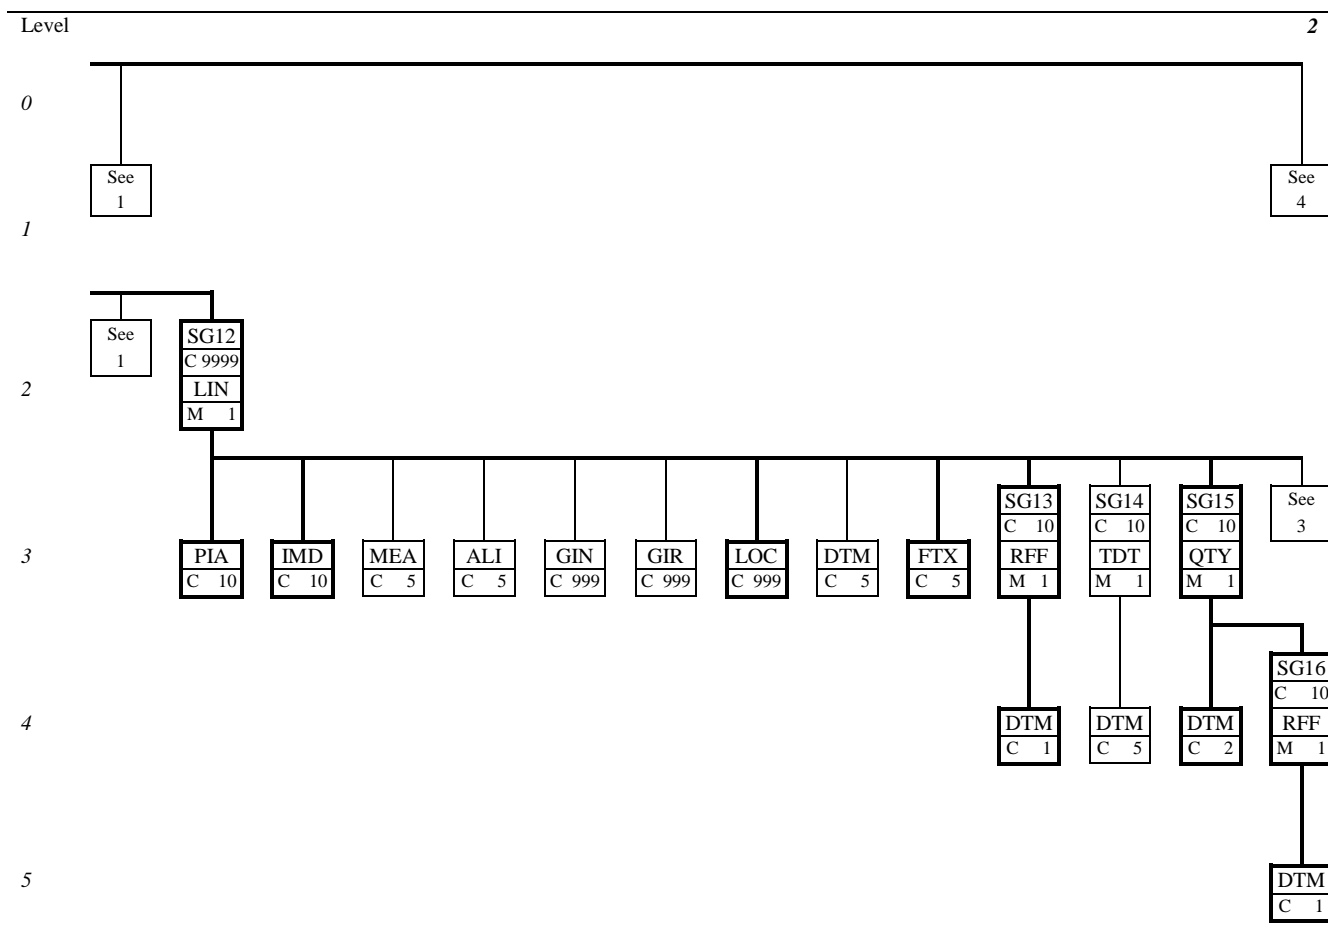 Level 2
0
See See
1 4
1
See SG12
1 C 9999
2 LIN
M 1
SG13 SG14 SG15 See
C 10 C 10 C 10 3
3 PIA IMD MEA ALI GIN GIR LOC DTM FTX RFF TDT QTY
C 10 C 10 C 5 C 5 C 999 C 999 C 999 C 5 C 5 M 1 M 1 M 1
SG16
C 10
4 DTM DTM DTM RFF
C 1 C 5 C 2 M 1
5 DTM
C 1